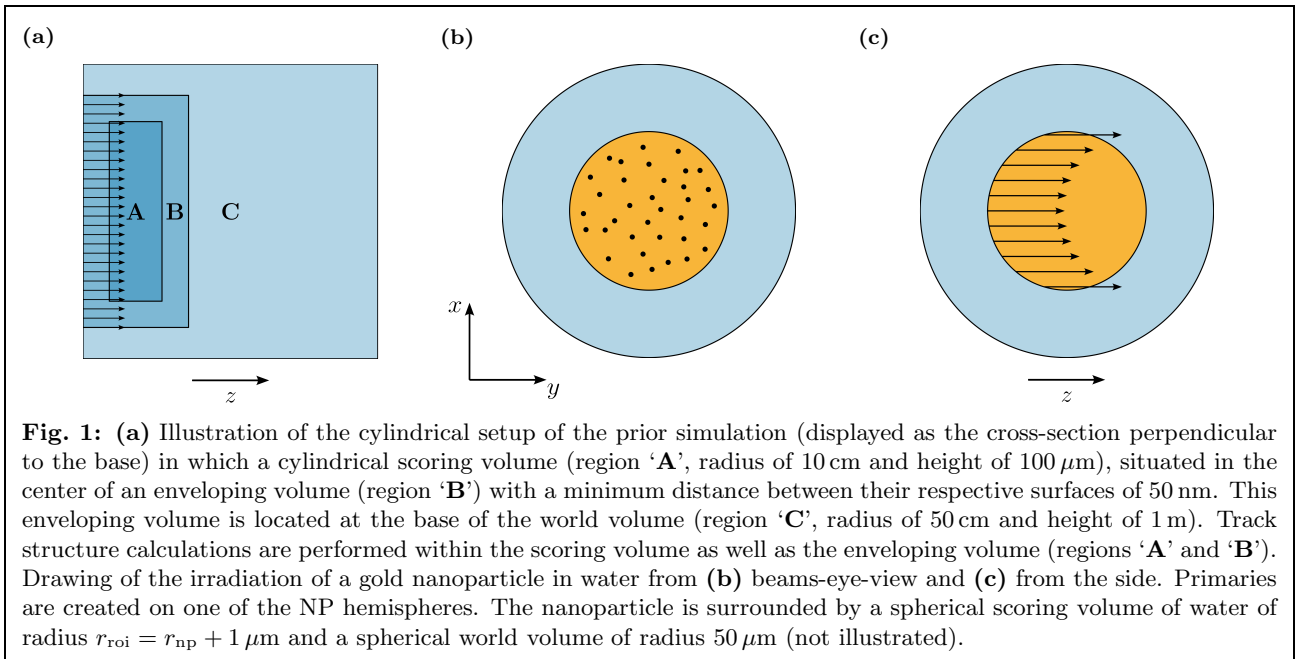 (a) (b) (c)
A B C
x
z y z
Fig. 1: (a) Illustration of the cylindrical setup of the prior simulation (displayed as the cross-section perpendicular
to the base) in which a cylindrical scoring volume (region ‘A’, radius of 10 cm and height of 100 μm), situated in the
center of an enveloping volume (region ‘B’) with a minimum distance between their respective surfaces of 50 nm. This
enveloping volume is located at the base of the world volume (region ‘C’, radius of 50 cm and height of 1 m). Track
structure calculations are performed within the scoring volume as well as the enveloping volume (regions ‘A’ and ‘B’).
Drawing of the irradiation of a gold nanoparticle in water from (b) beams-eye-view and (c) from the side. Primaries
are created on one of the NP hemispheres. The nanoparticle is surrounded by a spherical scoring volume of water of
radius r_roi = r_np + 1 μm and a spherical world volume of radius 50 μm (not illustrated).